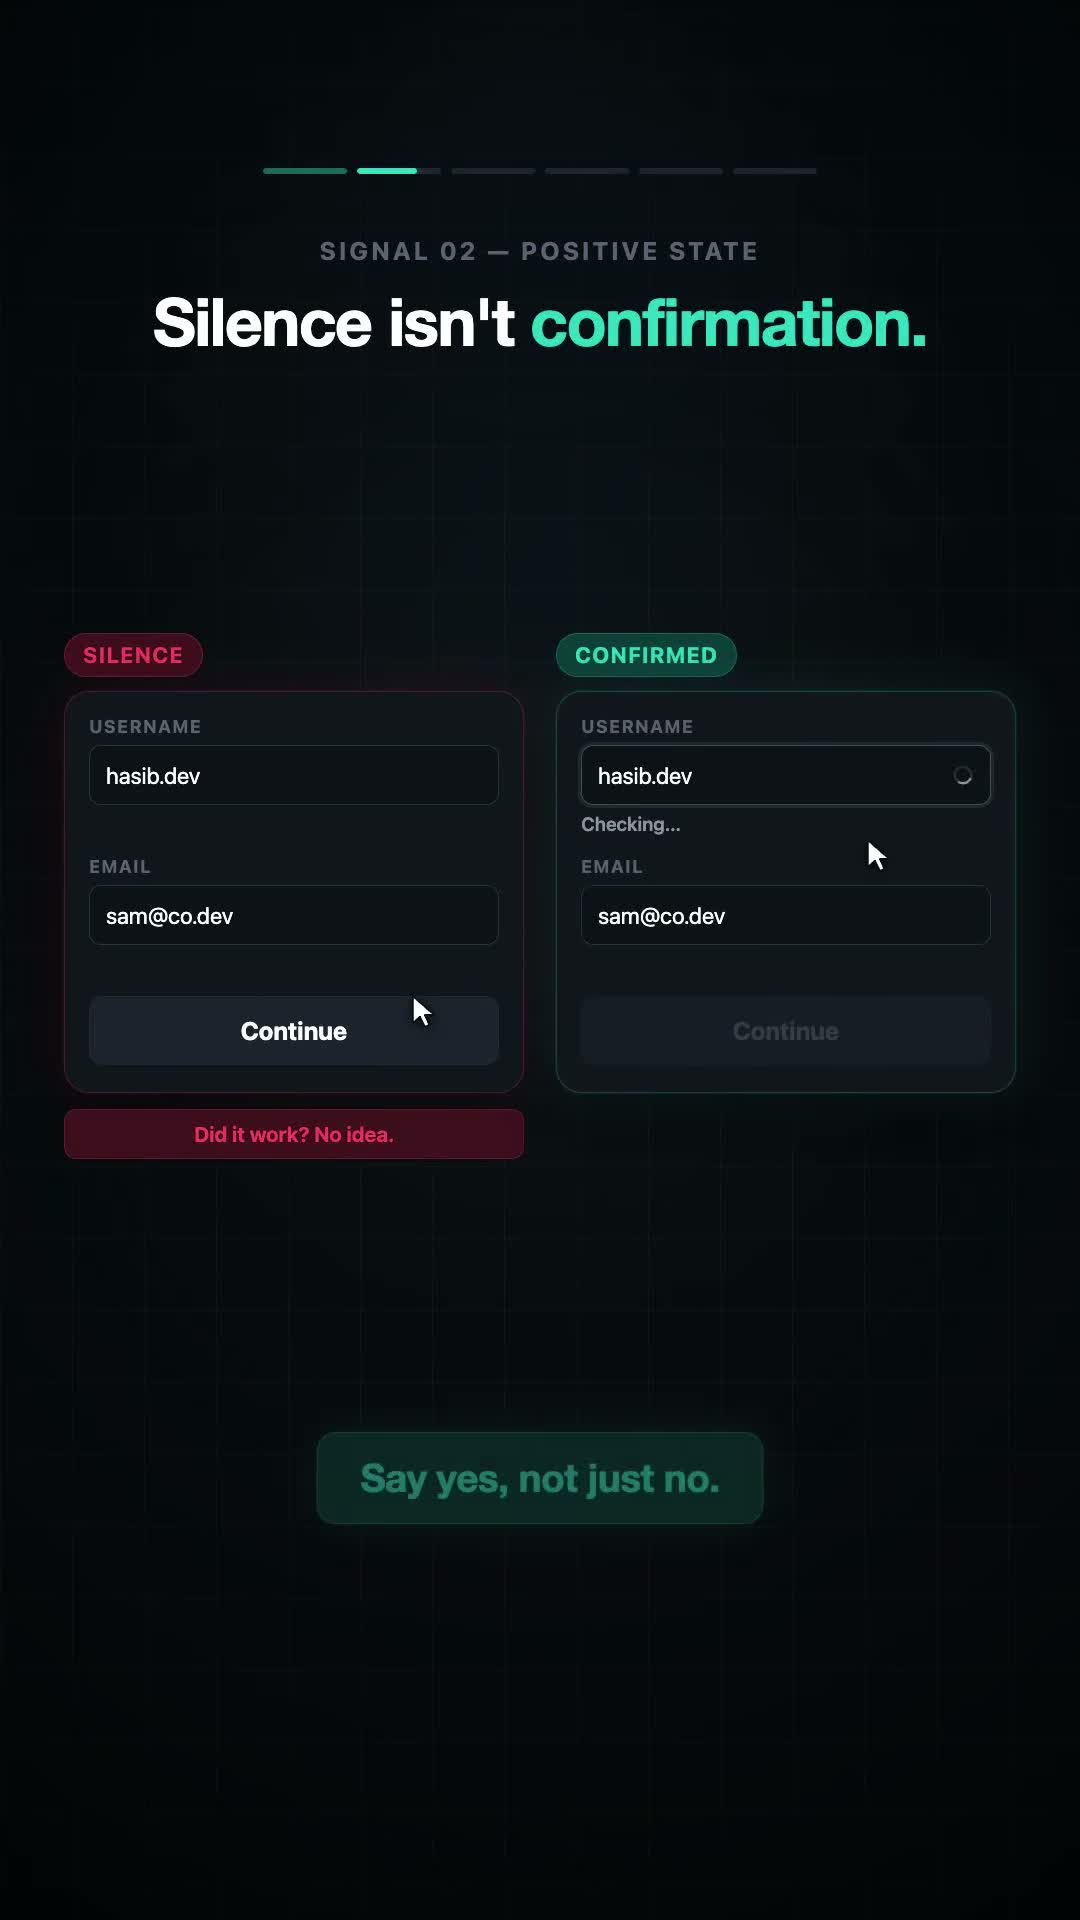 SIGNAL 02 — POSITIVE STATE
Silence isn't confirmation.
SILENCE
USERNAME
hasib.dev
EMAIL
sam@co.dev
Continue
Did it work? No idea.
CONFIRMED
USERNAME
hasib.dev
Checking...
EMAIL
sam@co.dev
Continue
Say yes, not just no.